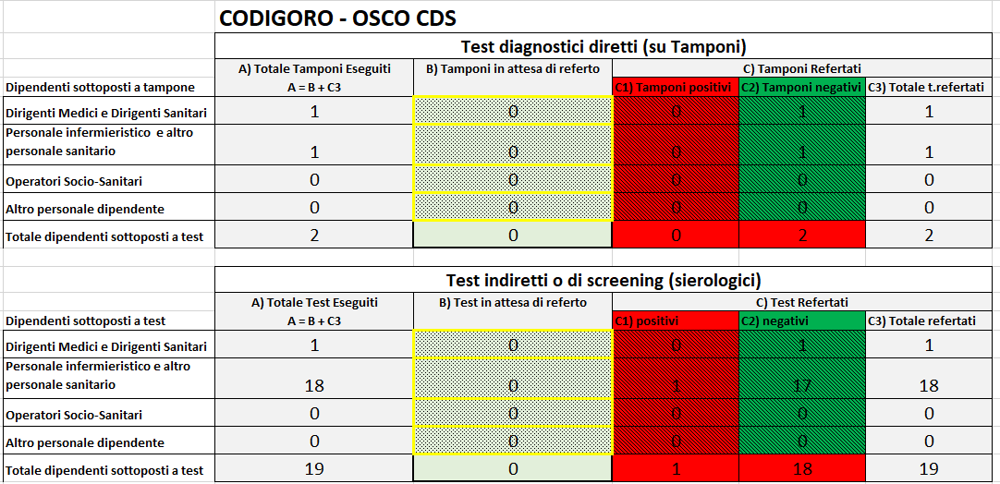 CODIGORO - OSCO CDS
Test diagnostici diretti (su Tamponi)
A) Totale Tamponi Eseguiti B) Tamponi in attesa di referto C) Tamponi Refertati
Dipendenti sottoposti a tampone A = B + C3 C1) Tamponi positivi C2) Tamponi negativi C3) Totale t.refertati
Dirigenti Medici e Dirigenti Sanitari 1 0 0 1 1
Personale infermieristico e altro
personale sanitario 1 0 0 1 1
Operatori Socio-Sanitari 0 0 0 0 0
Altro personale dipendente 0 0 0 0 0
Totale dipendenti sottoposti a test 2 0 0 2 2
Test indiretti o di screening (sierologici)
A) Totale Test Eseguiti B) Test in attesa di referto C) Test Refertati
Dipendenti sottoposti a test A = B + C3 C1) positivi C2) negativi C3) Totale refertati
Dirigenti Medici e Dirigenti Sanitari 1 0 0 1 1
Personale infermieristico e altro
personale sanitario 18 0 1 17 18
Operatori Socio-Sanitari 0 0 0 0 0
Altro personale dipendente 0 0 0 0 0
Totale dipendenti sottoposti a test 19 0 1 18 19